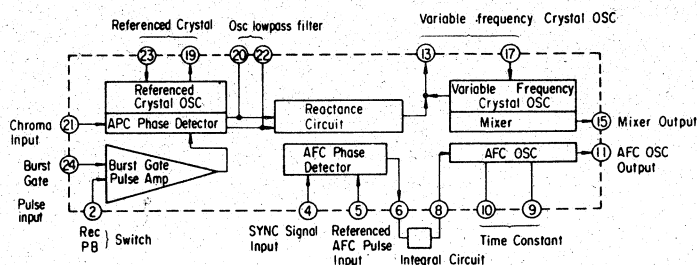 Referenced Crystal
Osc lowpass filter
Variable frequency Crystal OSC
23
19
20
22
13
17
Referenced
Crystal OSC
APC Phase Detector
Reactance
Circuit
Variable Frequency
Crystal OSC
Mixer
Chroma
Input
21
15
Mixer Output
Burst
Gate
24
Burst Gate
Pulse Amp
AFC Phase
Detector
AFC OSC
11
AFC OSC
Output
Pulse input
2
4
5
6
8
10
9
Rec
PB
} Switch
SYNC Signal
Input
Referenced
AFC Pulse
Input
Integral Circuit
Time Constant